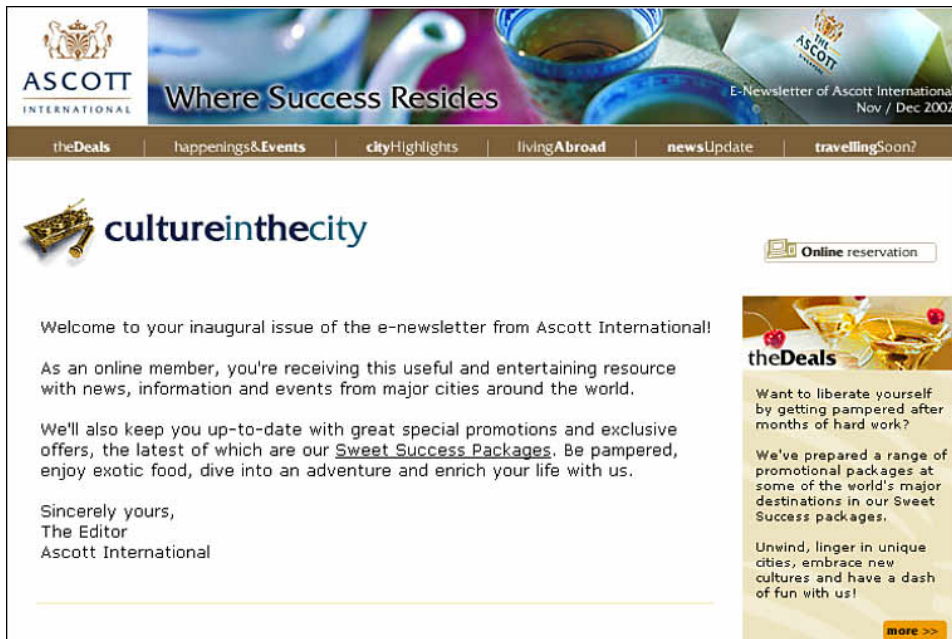 ASCOTT
INTERNATIONAL
Where Success Resides
THE
ASCOTT
E-Newsletter of Ascott International
Nov / Dec 2002
theDeals
happenings&Events
cityHighlights
livingAbroad
newsUpdate
travellingSoon?
cultureinthecity
Online reservation
Welcome to your inaugural issue of the e-newsletter from Ascott International!
As an online member, you're receiving this useful and entertaining resource
with news, information and events from major cities around the world.
We'll also keep you up-to-date with great special promotions and exclusive
offers, the latest of which are our Sweet Success Packages. Be pampered,
enjoy exotic food, dive into an adventure and enrich your life with us.
Sincerely yours,
The Editor
Ascott International
theDeals
Want to liberate yourself
by getting pampered after
months of hard work?
We've prepared a range of
promotional packages at
some of the world's major
destinations in our Sweet
Success packages.
Unwind, linger in unique
cities, embrace new
cultures and have a dash
of fun with us!
more >>